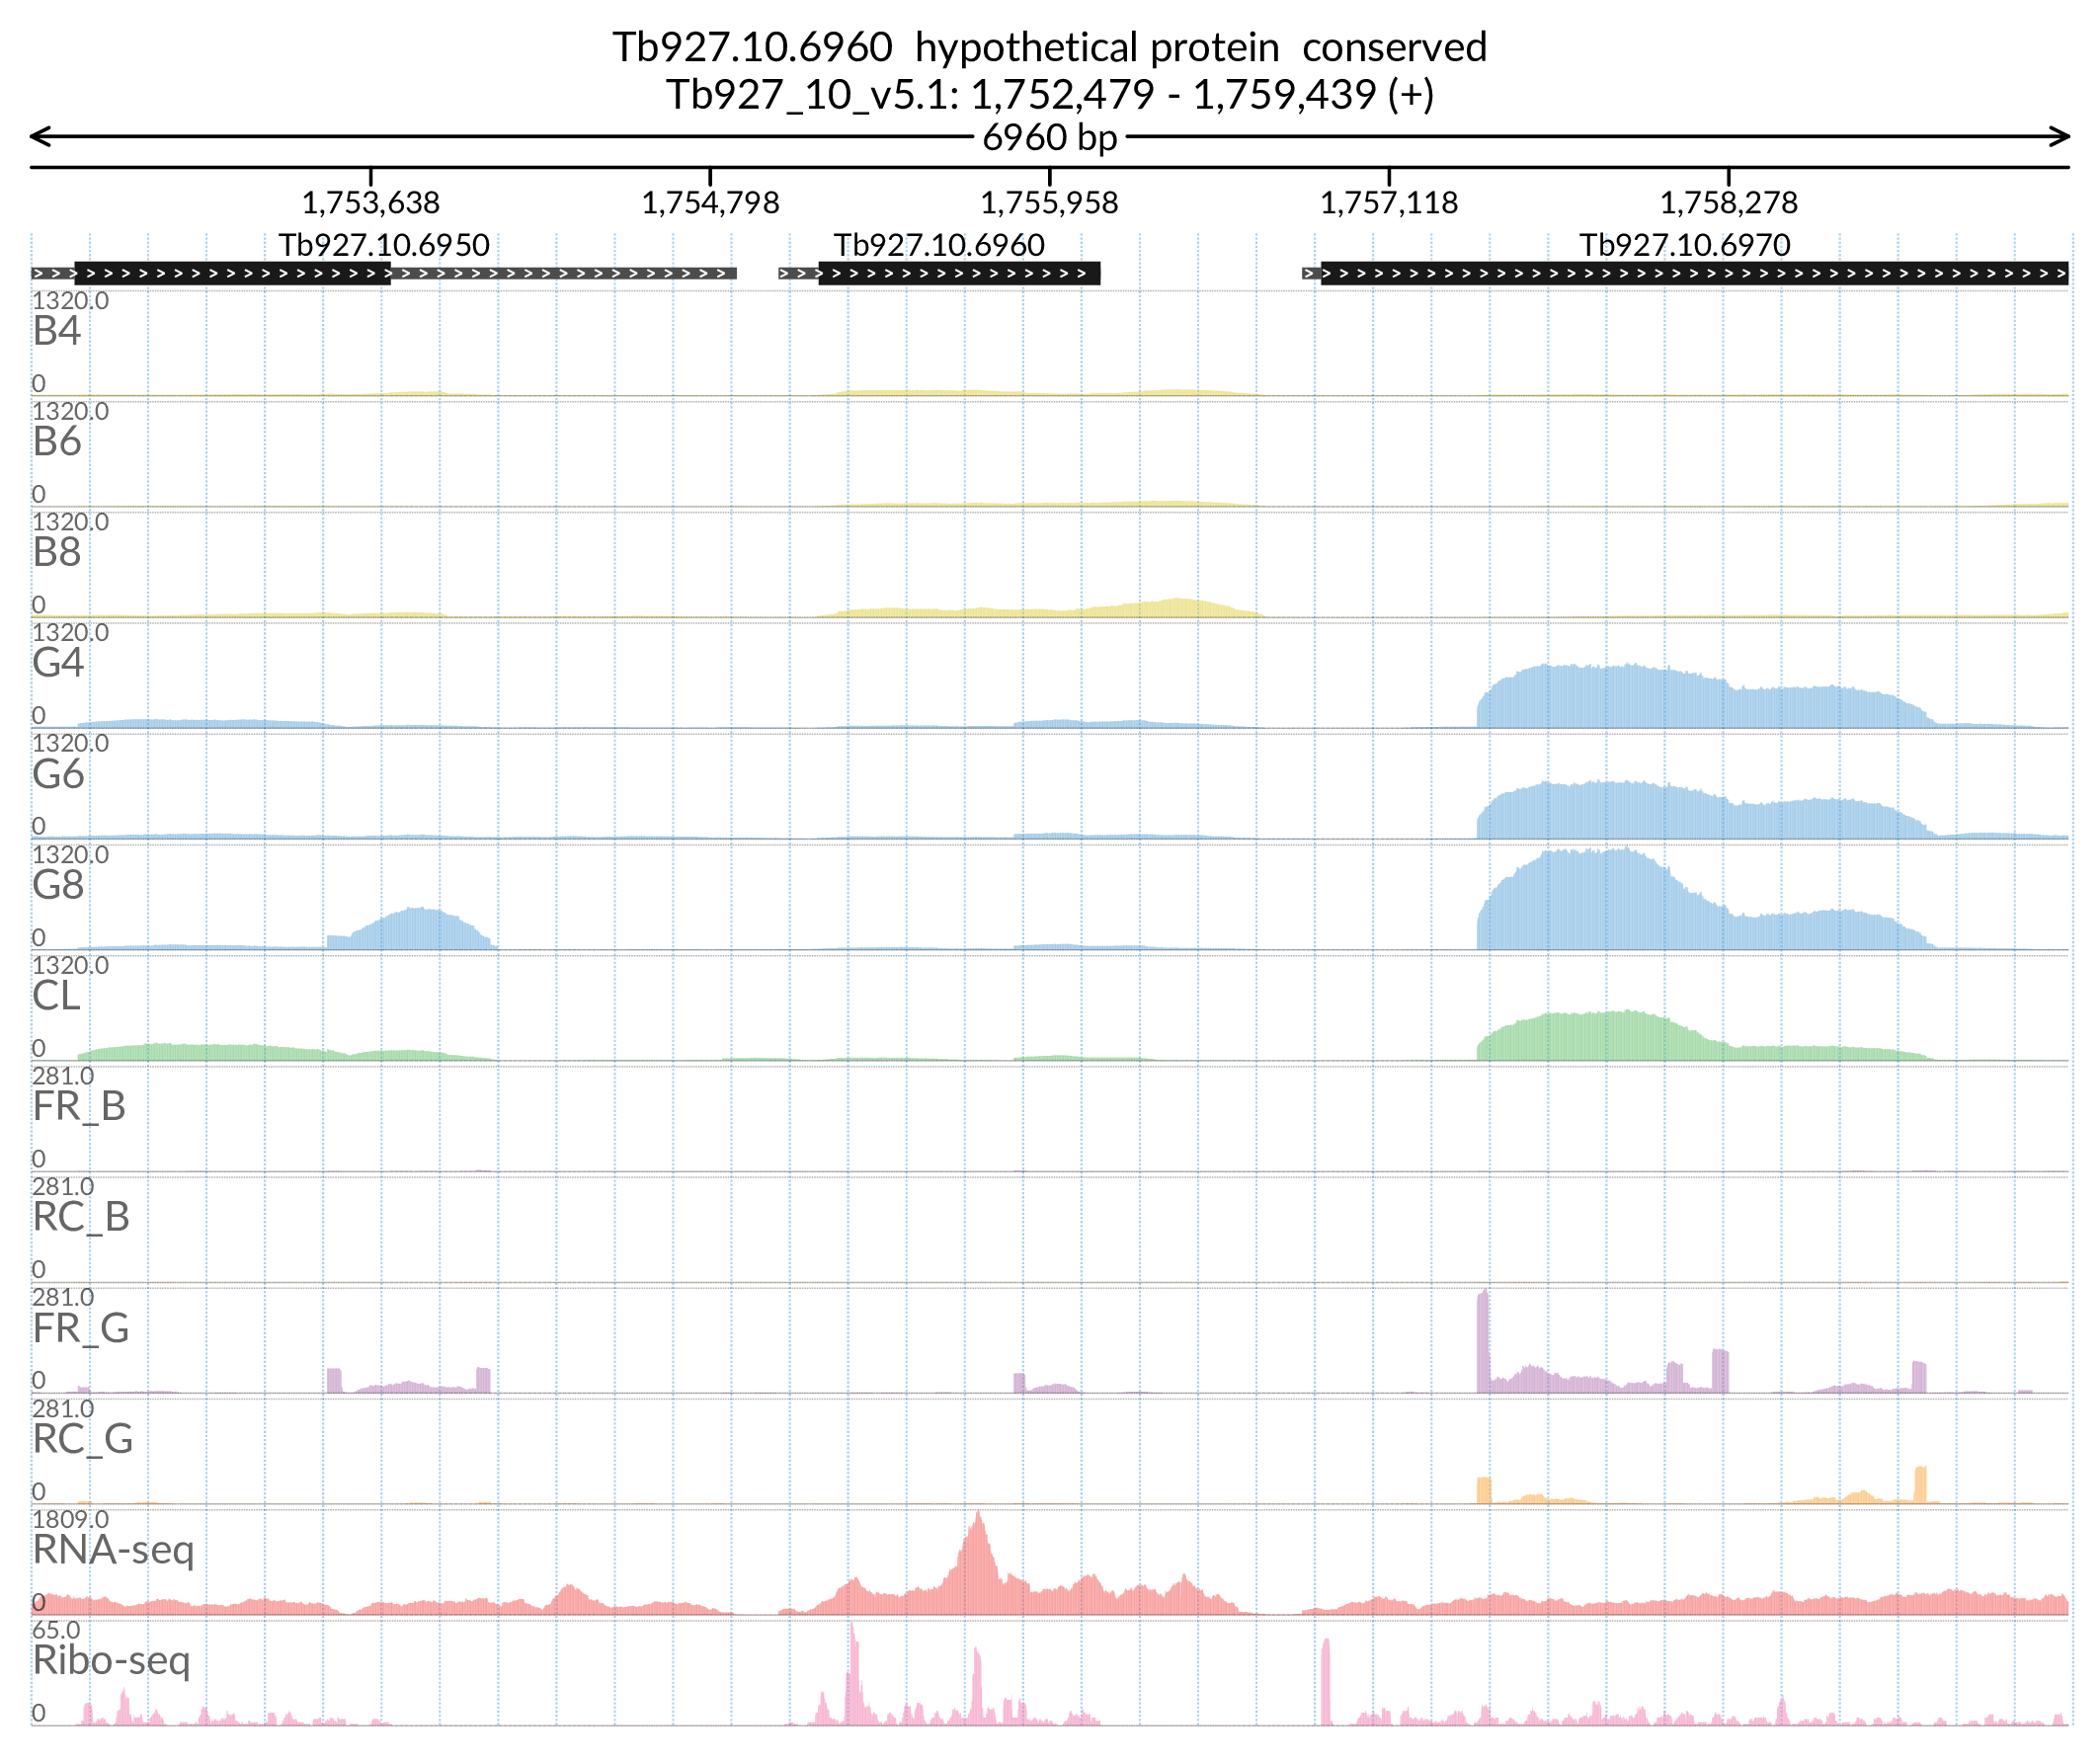 Tb927.10.6960 hypothetical protein conserved
Tb927_10_v5.1: 1,752,479 - 1,759,439 (+)
6960 bp
1,753,638 1,754,798 1,755,958 1,757,118 1,758,278
Tb927.10.6950 Tb927.10.6960 Tb927.10.6970
1320.0
B4
0
1320.0
B6
0
1320.0
B8
0
1320.0
G4
0
1320.0
G6
0
1320.0
G8
0
1320.0
CL
0
281.0
FR_B
0
281.0
RC_B
0
281.0
FR_G
0
281.0
RC_G
0
1809.0
RNA-seq
0
65.0
Ribo-seq
0